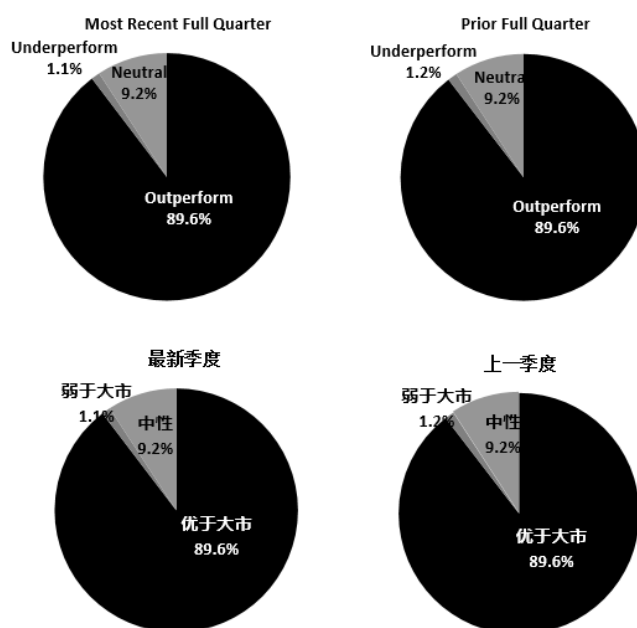 Most Recent Full Quarter
Underperform
1.1%
Neutral
9.2%
Outperform
89.6%
Prior Full Quarter
Underperform
1.2%
Neutral
9.2%
Outperform
89.6%
最新季度
弱于大市
1.1%
中性
9.2%
优于大市
89.6%
上一季度
弱于大市
1.2%
中性
9.2%
优于大市
89.6%